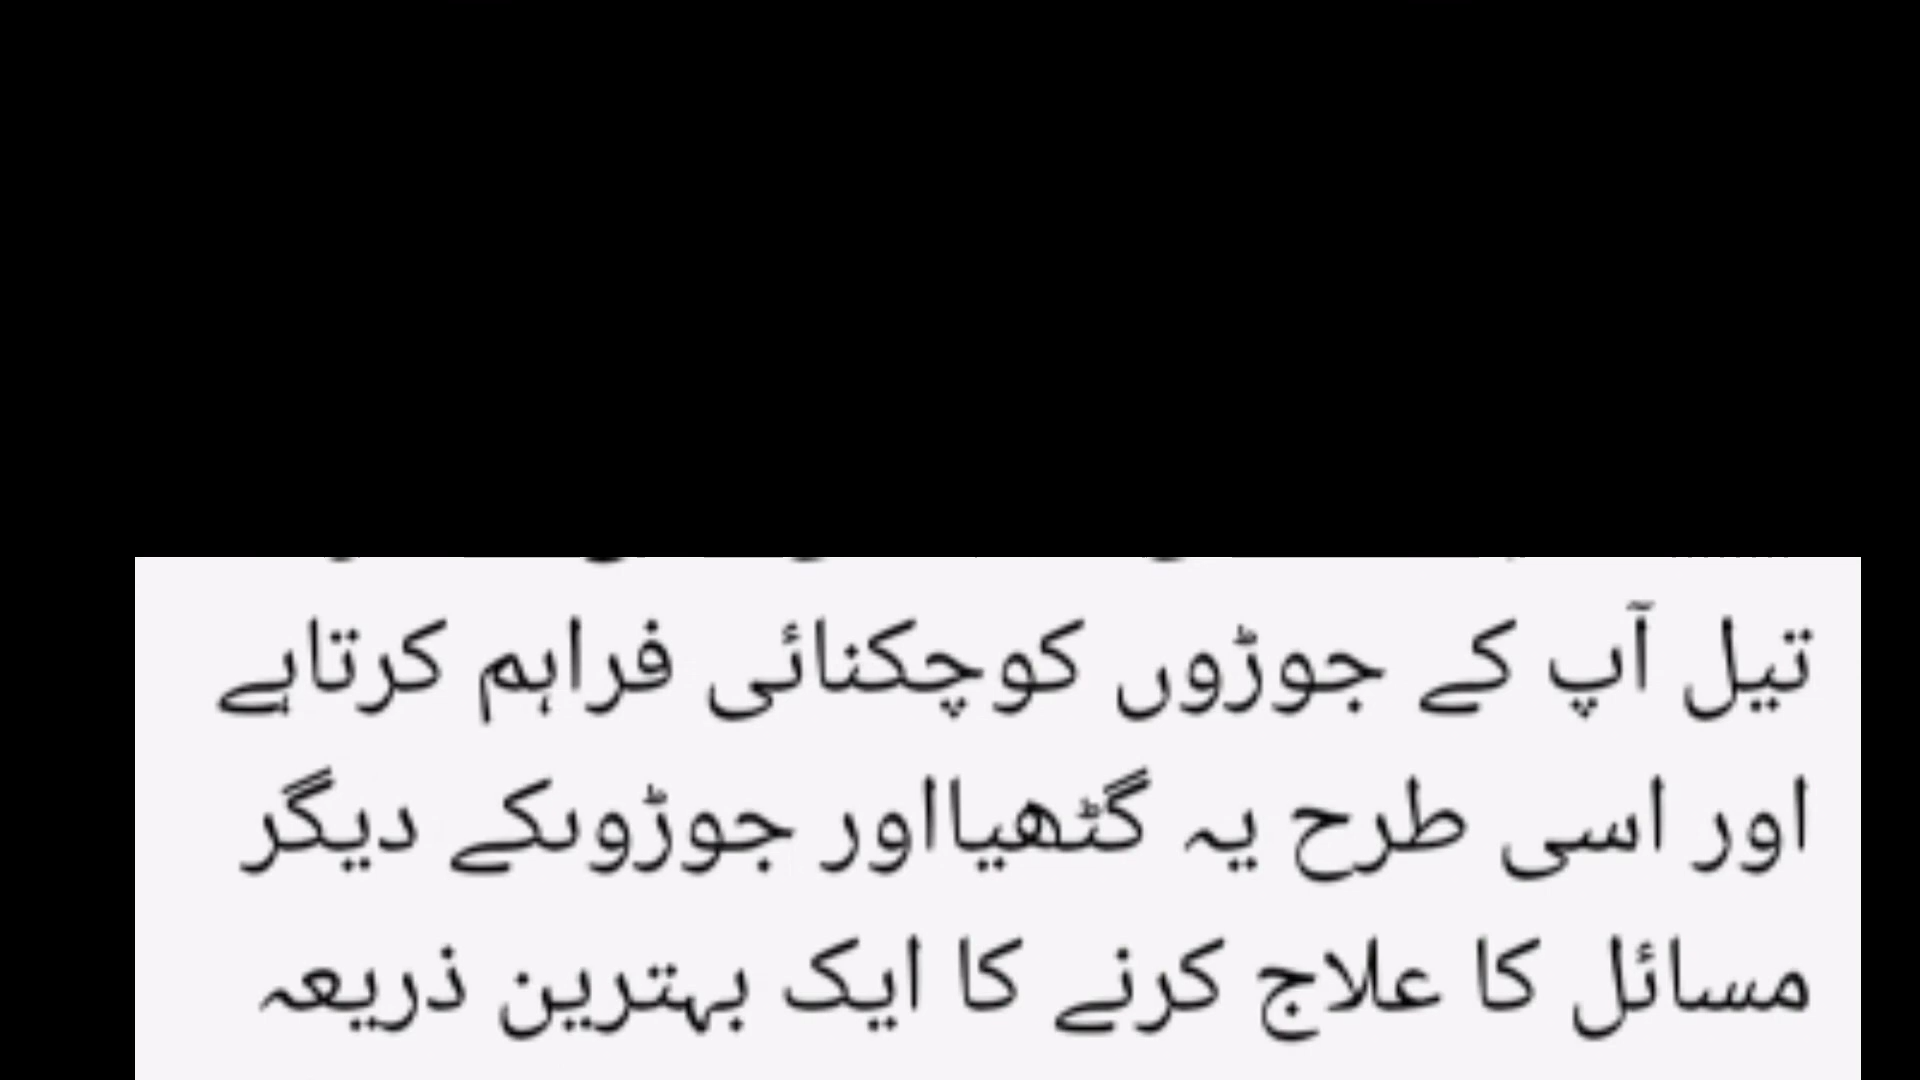 تیل آپ کے جوڑوں کوچکنائی فراہم کرتاہے
اور اسی طرح یہ گٹھیااور جوڑوںکے دیگر
مسائل کا علاج کرنے کا ایک بہترین ذریعہ